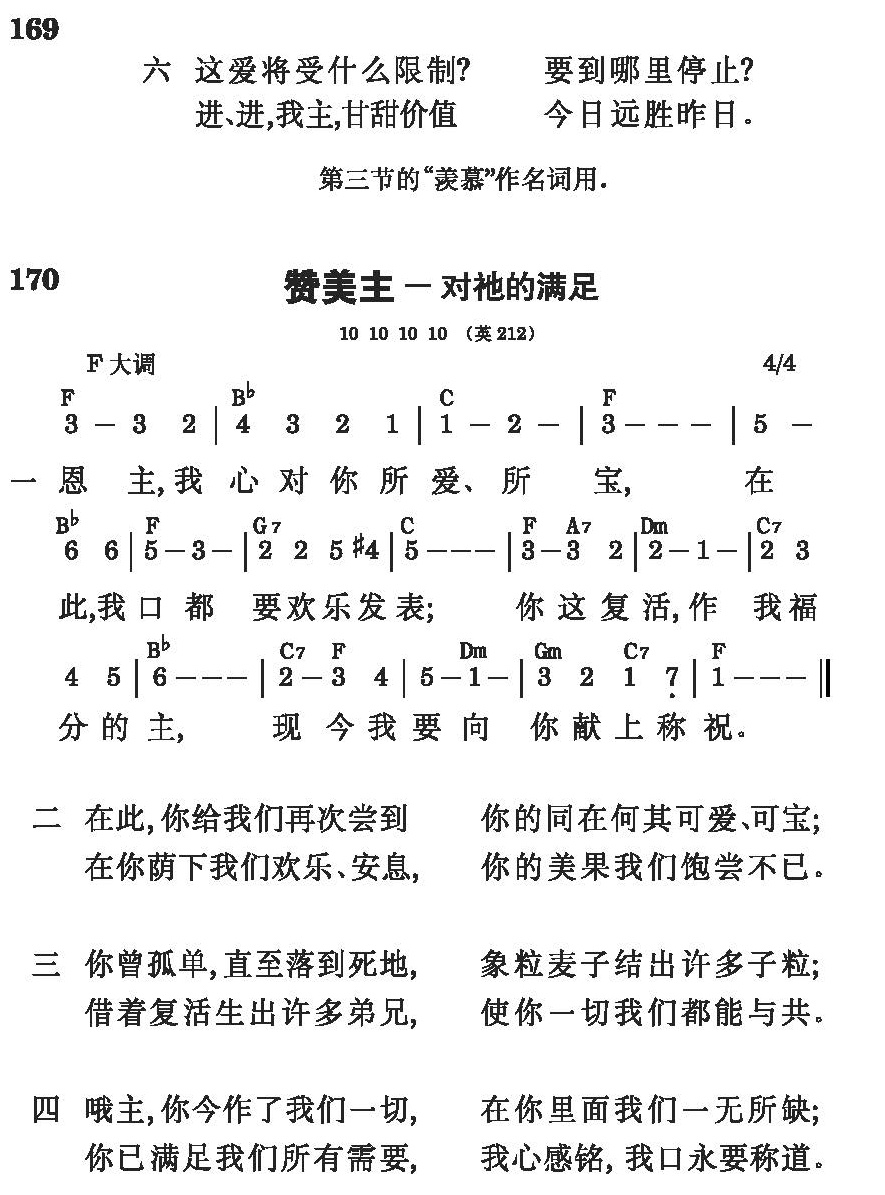 169
六 这爱将受什么限制? 要到哪里停止?
进、进,我主,甘甜价值 今日远胜昨日。
第三节的“羡慕”作名词用.
170 赞美主 — 对祂的满足
10 10 10 10 (英 212)
F 大调 4/4
F B♭ C F
3 – 3 2 | 4 3 2 1 | 1 – 2 – | 3 – – – | 5 –
一 恩 主, 我 心 对 你 所 爱、 所 宝, 在
B♭ F G7 C F A7 Dm C7
6 6 | 5 – 3 – | 2 2 5 #4 | 5 – – – | 3 – 3 2 | 2 – 1 – | 2 3
此,我 口 都 要 欢 乐 发 表; 你 这 复 活, 作 我 福
B♭ C7 F Dm Gm C7 F
4 5 | 6 – – – | 2 – 3 4 | 5 – 1 – | 3 2 1 7̣ | 1 – – – ‖
分 的 主, 现 今 我 要 向 你 献 上 称 祝。
二 在此,你给我们再次尝到 你的同在何其可爱、可宝;
在你荫下我们欢乐、安息, 你的美果我们饱尝不已。
三 你曾孤单,直至落到死地, 象粒麦子结出许多子粒;
借着复活生出许多弟兄, 使你一切我们都能与共。
四 哦主,你今作了我们一切, 在你里面我们一无所缺;
你已满足我们所有需要, 我心感铭, 我口永要称道。